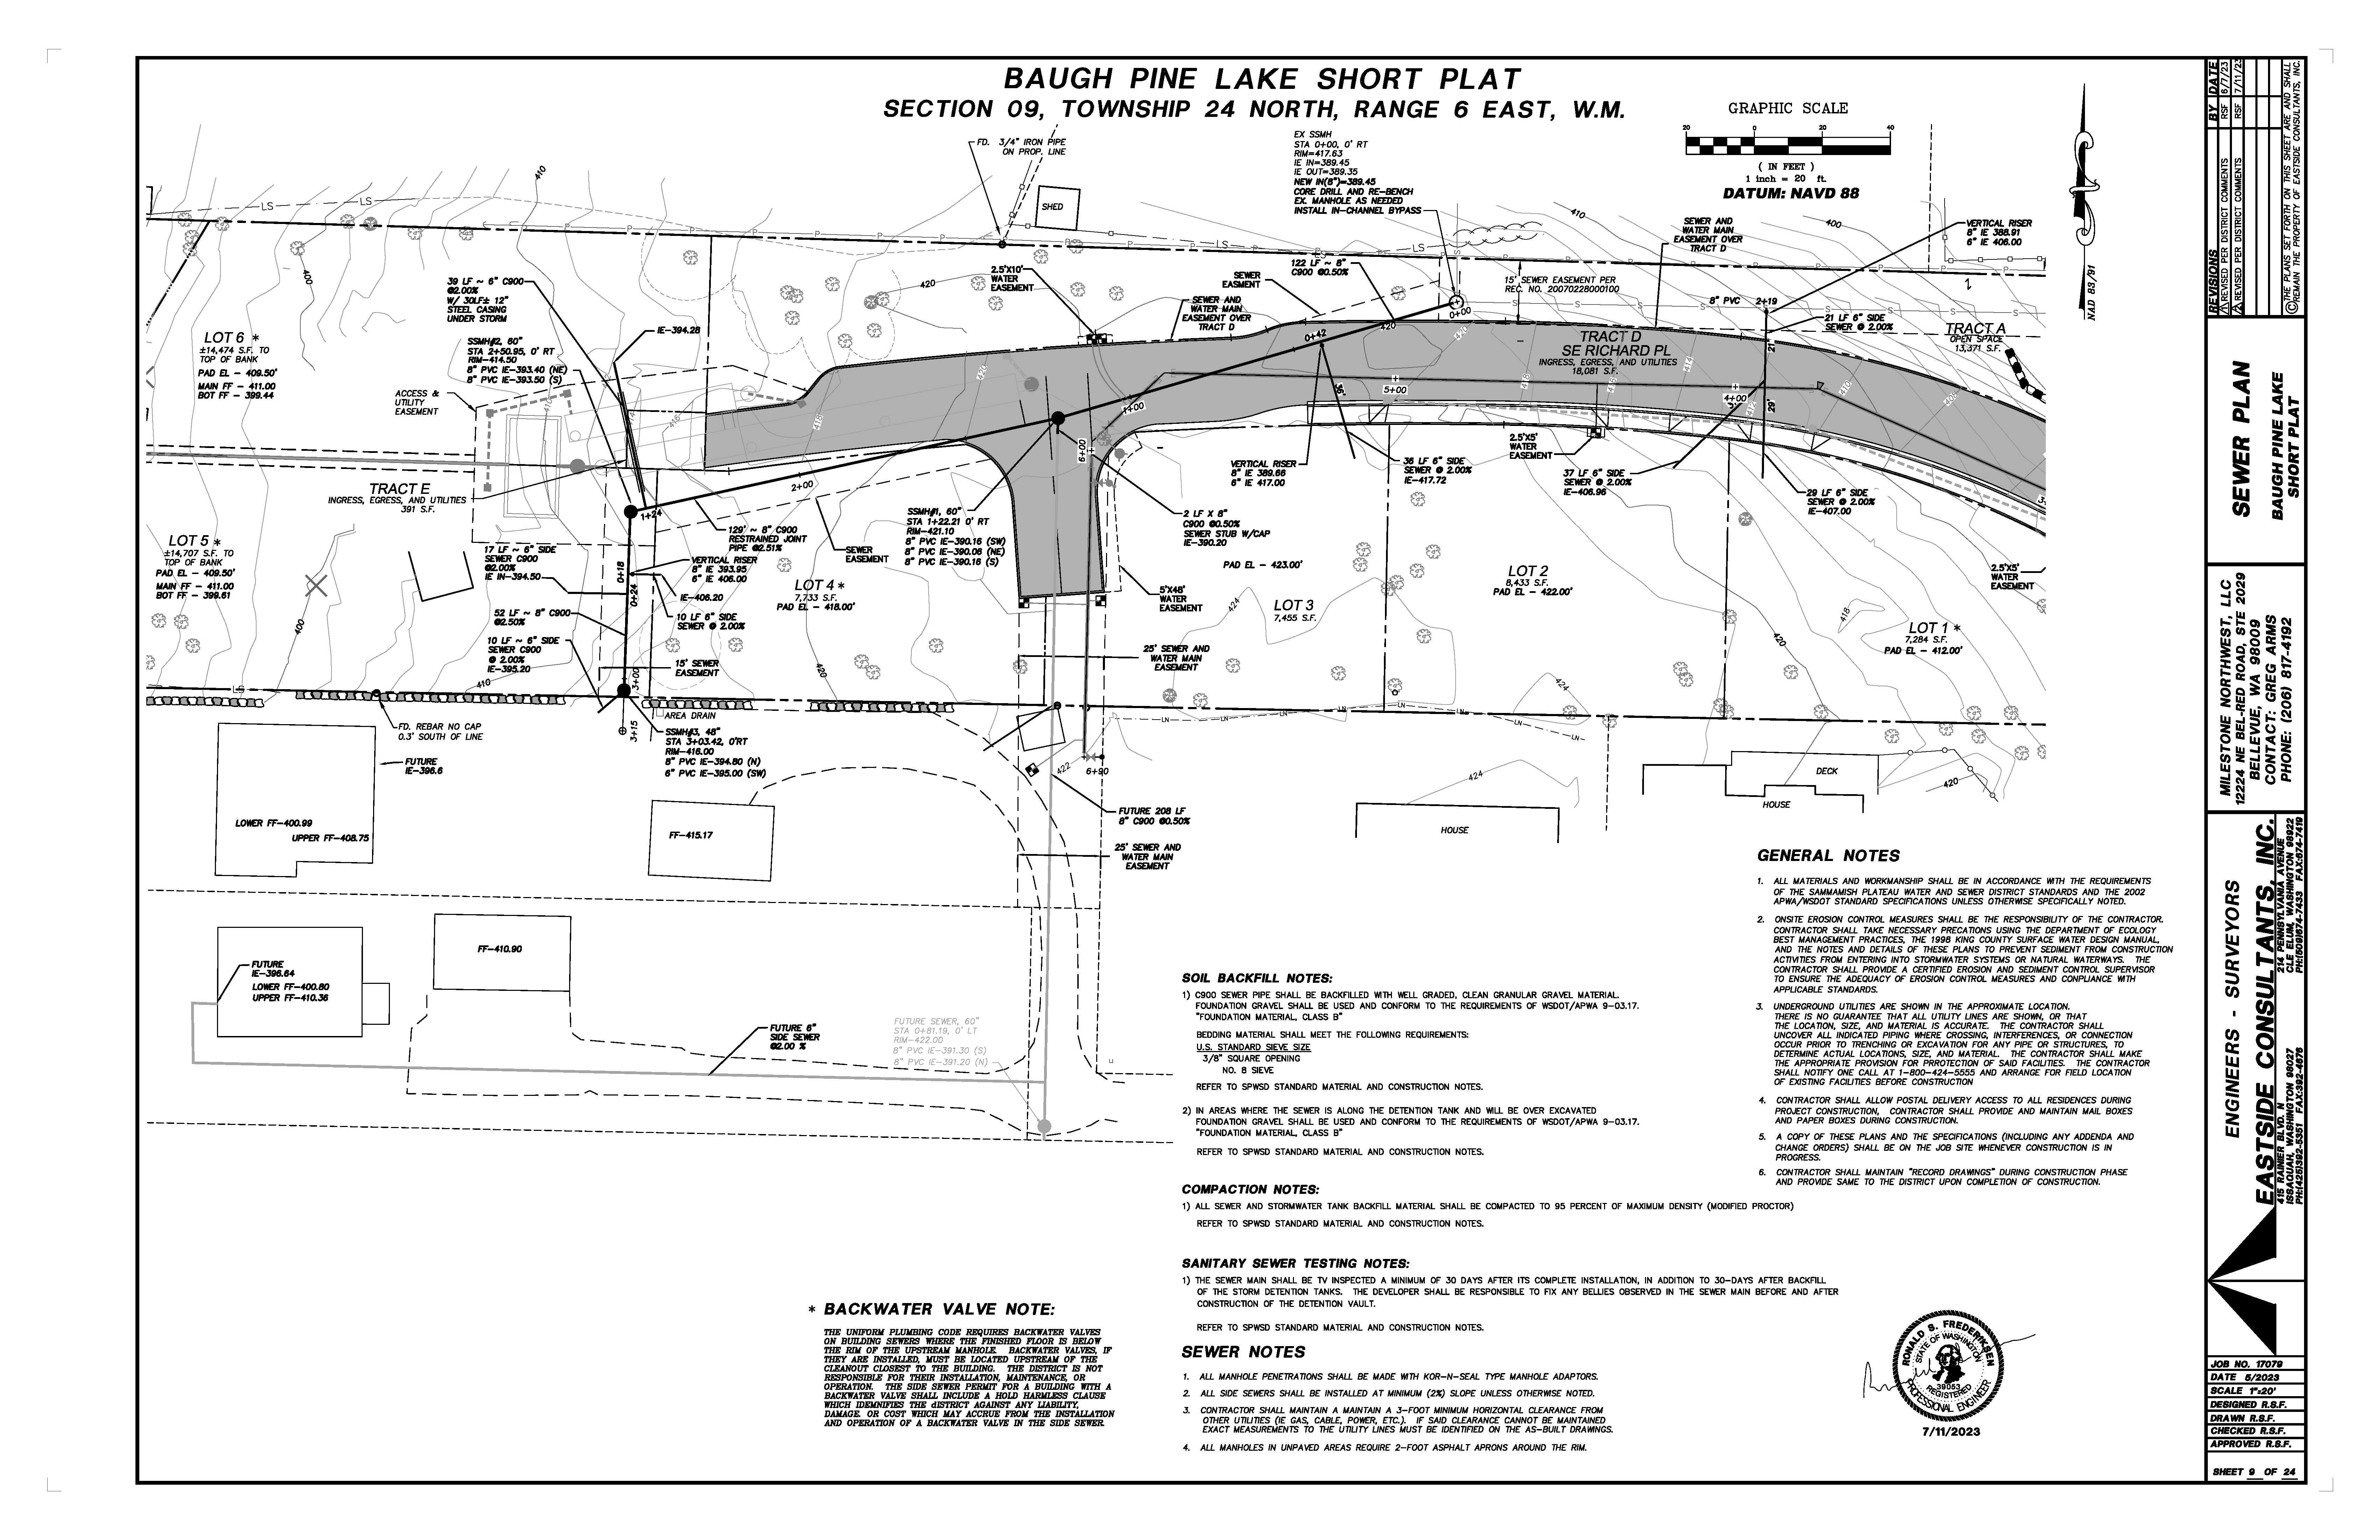 BAUGH PINE LAKE SHORT PLAT
SECTION 09, TOWNSHIP 24 NORTH, RANGE 6 EAST, W.M.
GRAPHIC SCALE
20 0 20 40
( IN FEET )
1 inch = 20 ft.
DATUM: NAVD 88
NAD 83/91
FD. 3/4" IRON PIPE
ON PROP. LINE
SHED
EX SSMH
STA 0+00, 0' RT
RIM=417.63
IE IN=389.45
IE OUT=389.35
NEW IN(8")=389.45
CORE DRILL AND RE-BENCH
EX. MANHOLE AS NEEDED
INSTALL IN-CHANNEL BYPASS
SEWER AND
WATER MAIN
EASEMENT OVER
TRACT D
VERTICAL RISER
8" IE 388.91
6" IE 406.00
39 LF ~ 6" C900
@2.00%
W/ 30LF± 12"
STEEL CASING
UNDER STORM
IE=394.28
2.5'X10'
WATER
EASEMENT
SEWER
EASMENT
122 LF ~ 8"
C900 @0.50%
15' SEWER EASEMENT PER
REC. NO. 20070228000100
8" PVC 2+19
SEWER AND
WATER MAIN
EASEMENT OVER
TRACT D
21 LF 6" SIDE
SEWER @ 2.00%
TRACT A
OPEN SPACE
13,371 S.F.
LOT 6 *
±14,474 S.F. TO
TOP OF BANK
PAD EL - 409.50'
MAIN FF - 411.00
BOT FF - 399.44
SSMH#2, 60"
STA 2+50.95, 0' RT
RIM=414.50
8" PVC IE=393.40 (NE)
8" PVC IE=393.50 (S)
ACCESS &
UTILITY
EASEMENT
TRACT D
SE RICHARD PL
INGRESS, EGRESS, AND UTILITIES
18,081 S.F.
0+00
0+42
1+00
5+00
4+00
6+00
2+00
1+24
TRACT E
INGRESS, EGRESS, AND UTILITIES
391 S.F.
VERTICAL RISER
8" IE 389.66
6" IE 417.00
36 LF 6" SIDE
SEWER @ 2.00%
IE=417.72
2.5'X5'
WATER
EASEMENT
37 LF 6" SIDE
SEWER @ 2.00%
IE=406.96
29 LF 6" SIDE
SEWER @ 2.00%
IE=407.00
LOT 5 *
±14,707 S.F. TO
TOP OF BANK
PAD EL - 409.50'
MAIN FF - 411.00
BOT FF - 399.61
17 LF ~ 6" SIDE
SEWER C900
@2.00%
IE IN=394.50
129' ~ 8" C900
RESTRAINED JOINT
PIPE @2.51%
VERTICAL RISER
8" IE 393.95
6" IE 406.00
SEWER
EASEMENT
SSMH#1, 60"
STA 1+22.21 0' RT
RIM=421.10
8" PVC IE=390.16 (SW)
8" PVC IE=390.06 (NE)
8" PVC IE=390.16 (S)
2 LF X 8"
C900 @0.50%
SEWER STUB W/CAP
IE=390.20
PAD EL - 423.00'
LOT 3
7,455 S.F.
LOT 2
8,433 S.F.
PAD EL - 422.00'
2.5'X5'
WATER
EASEMENT
LOT 1 *
7,284 S.F.
PAD EL - 412.00'
LOT 4 *
7,733 S.F.
PAD EL - 418.00'
IE=406.20
10 LF 6" SIDE
SEWER @ 2.00%
5'X48'
WATER
EASEMENT
52 LF ~ 8" C900
@2.50%
10 LF ~ 6" SIDE
SEWER C900
@ 2.00%
IE=395.20
0+18
0+24
3+00
3+15
15' SEWER
EASEMENT
25' SEWER AND
WATER MAIN
EASEMENT
AREA DRAIN
FD. REBAR NO CAP
0.3' SOUTH OF LINE
SSMH#3, 48"
STA 3+03.42, 0'RT
RIM=416.00
8" PVC IE=394.80 (N)
6" PVC IE=395.00 (SW)
FUTURE
IE=396.6
6+90
DECK
HOUSE
HOUSE
LOWER FF=400.99
UPPER FF=408.75
FF=415.17
FUTURE 208 LF
8" C900 @0.50%
25' SEWER AND
WATER MAIN
EASEMENT
FF=410.90
FUTURE
IE=396.64
LOWER FF=400.80
UPPER FF=410.36
FUTURE 6"
SIDE SEWER
@2.00 %
FUTURE SEWER, 60"
STA 0+81.19, 0' LT
RIM=422.00
8" PVC IE=391.30 (S)
8" PVC IE=391.20 (N)
GENERAL NOTES
1. ALL MATERIALS AND WORKMANSHIP SHALL BE IN ACCORDANCE WITH THE REQUIREMENTS
OF THE SAMMAMISH PLATEAU WATER AND SEWER DISTRICT STANDARDS AND THE 2002
APWA/WSDOT STANDARD SPECIFICATIONS UNLESS OTHERWISE SPECIFICALLY NOTED.
2. ONSITE EROSION CONTROL MEASURES SHALL BE THE RESPONSIBILITY OF THE CONTRACTOR.
CONTRACTOR SHALL TAKE NECESSARY PRECATIONS USING THE DEPARTMENT OF ECOLOGY
BEST MANAGEMENT PRACTICES, THE 1998 KING COUNTY SURFACE WATER DESIGN MANUAL,
AND THE NOTES AND DETAILS OF THESE PLANS TO PREVENT SEDIMENT FROM CONSTRUCTION
ACTIVITIES FROM ENTERING INTO STORMWATER SYSTEMS OR NATURAL WATERWAYS. THE
CONTRACTOR SHALL PROVIDE A CERTIFIED EROSION AND SEDIMENT CONTROL SUPERVISOR
TO ENSURE THE ADEQUACY OF EROSION CONTROL MEASURES AND COMPLIANCE WITH
APPLICABLE STANDARDS.
3. UNDERGROUND UTILITIES ARE SHOWN IN THE APPROXIMATE LOCATION.
THERE IS NO GUARANTEE THAT ALL UTILITY LINES ARE SHOWN, OR THAT
THE LOCATION, SIZE, AND MATERIAL IS ACCURATE. THE CONTRACTOR SHALL
UNCOVER ALL INDICATED PIPING WHERE CROSSING, INTERFERENCES, OR CONNECTION
OCCUR PRIOR TO TRENCHING OR EXCAVATION FOR ANY PIPE OR STRUCTURES, TO
DETERMINE ACTUAL LOCATIONS, SIZE, AND MATERIAL. THE CONTRACTOR SHALL MAKE
THE APPROPRIATE PROVISION FOR PRROTECTION OF SAID FACILITIES. THE CONTRACTOR
SHALL NOTIFY ONE CALL AT 1-800-424-5555 AND ARRANGE FOR FIELD LOCATION
OF EXISTING FACILITIES BEFORE CONSTRUCTION
4. CONTRACTOR SHALL ALLOW POSTAL DELIVERY ACCESS TO ALL RESIDENCES DURING
PROJECT CONSTRUCTION, CONTRACTOR SHALL PROVIDE AND MAINTAIN MAIL BOXES
AND PAPER BOXES DURING CONSTRUCTION.
5. A COPY OF THESE PLANS AND THE SPECIFICATIONS (INCLUDING ANY ADDENDA AND
CHANGE ORDERS) SHALL BE ON THE JOB SITE WHENEVER CONSTRUCTION IS IN
PROGRESS.
6. CONTRACTOR SHALL MAINTAIN "RECORD DRAWINGS" DURING CONSTRUCTION PHASE
AND PROVIDE SAME TO THE DISTRICT UPON COMPLETION OF CONSTRUCTION.
SOIL BACKFILL NOTES:
1) C900 SEWER PIPE SHALL BE BACKFILLED WITH WELL GRADED, CLEAN GRANULAR GRAVEL MATERIAL.
FOUNDATION GRAVEL SHALL BE USED AND CONFORM TO THE REQUIREMENTS OF WSDOT/APWA 9-03.17.
"FOUNDATION MATERIAL, CLASS B"
BEDDING MATERIAL SHALL MEET THE FOLLOWING REQUIREMENTS:
U.S. STANDARD SIEVE SIZE
3/8" SQUARE OPENING
NO. 8 SIEVE
REFER TO SPWSD STANDARD MATERIAL AND CONSTRUCTION NOTES.
2) IN AREAS WHERE THE SEWER IS ALONG THE DETENTION TANK AND WILL BE OVER EXCAVATED
FOUNDATION GRAVEL SHALL BE USED AND CONFORM TO THE REQUIREMENTS OF WSDOT/APWA 9-03.17.
"FOUNDATION MATERIAL, CLASS B"
REFER TO SPWSD STANDARD MATERIAL AND CONSTRUCTION NOTES.
COMPACTION NOTES:
1) ALL SEWER AND STORMWATER TANK BACKFILL MATERIAL SHALL BE COMPACTED TO 95 PERCENT OF MAXIMUM DENSITY (MODIFIED PROCTOR)
REFER TO SPWSD STANDARD MATERIAL AND CONSTRUCTION NOTES.
SANITARY SEWER TESTING NOTES:
1) THE SEWER MAIN SHALL BE TV INSPECTED A MINIMUM OF 30 DAYS AFTER ITS COMPLETE INSTALLATION, IN ADDITION TO 30-DAYS AFTER BACKFILL
OF THE STORM DETENTION TANKS. THE DEVELOPER SHALL BE RESPONSIBLE TO FIX ANY BELLIES OBSERVED IN THE SEWER MAIN BEFORE AND AFTER
CONSTRUCTION OF THE DETENTION VAULT.
REFER TO SPWSD STANDARD MATERIAL AND CONSTRUCTION NOTES.
SEWER NOTES
1. ALL MANHOLE PENETRATIONS SHALL BE MADE WITH KOR-N-SEAL TYPE MANHOLE ADAPTORS.
2. ALL SIDE SEWERS SHALL BE INSTALLED AT MINIMUM (2%) SLOPE UNLESS OTHERWISE NOTED.
3. CONTRACTOR SHALL MAINTAIN A MAINTAIN A 3-FOOT MINIMUM HORIZONTAL CLEARANCE FROM
OTHER UTILITIES (IE GAS, CABLE, POWER, ETC.). IF SAID CLEARANCE CANNOT BE MAINTAINED
EXACT MEASUREMENTS TO THE UTILITY LINES MUST BE IDENTIFIED ON THE AS-BUILT DRAWINGS.
4. ALL MANHOLES IN UNPAVED AREAS REQUIRE 2-FOOT ASPHALT APRONS AROUND THE RIM.
* BACKWATER VALVE NOTE:
THE UNIFORM PLUMBING CODE REQUIRES BACKWATER VALVES
ON BUILDING SEWERS WHERE THE FINISHED FLOOR IS BELOW
THE RIM OF THE UPSTREAM MANHOLE. BACKWATER VALVES, IF
THEY ARE INSTALLED, MUST BE LOCATED UPSTREAM OF THE
CLEANOUT CLOSEST TO THE BUILDING. THE DISTRICT IS NOT
RESPONSIBLE FOR THEIR INSTALLATION, MAINTENANCE, OR
OPERATION. THE SIDE SEWER PERMIT FOR A BUILDING WITH A
BACKWATER VALVE SHALL INCLUDE A HOLD HARMLESS CLAUSE
WHICH IDEMNIFIES THE dISTRICT AGAINST ANY LIABILITY,
DAMAGE. OR COST WHICH MAY ACCRUE FROM THE INSTALLATION
AND OPERATION OF A BACKWATER VALVE IN THE SIDE SEWER.
RONALD S. FREDERIKSEN
STATE OF WASHINGTON
39053
REGISTERED
PROFESSIONAL ENGINEER
7/11/2023
REVISIONS BY DATE
REVISED PER DISTRICT COMMENTS RSF 6/7/23
REVISED PER DISTRICT COMMENTS RSF 7/11/23
©THE PLANS SET FORTH ON THIS SHEET ARE AND SHALL
REMAIN THE PROPERTY OF EASTSIDE CONSULTANTS, INC.
SEWER PLAN
BAUGH PINE LAKE
SHORT PLAT
MILESTONE NORTHWEST, LLC
12224 NE BEL-RED ROAD, STE 2029
BELLEVUE, WA 98009
CONTACT: GREG ARMS
PHONE: (206) 817-4192
ENGINEERS - SURVEYORS
EASTSIDE CONSULTANTS, INC.
415 RAINIER BLVD. N
ISSAQUAH, WASHINGTON 98027
PH:(425)392-5351 FAX:392-4676
214 PENNSYLVANIA AVENUE
CLE ELUM, WASHINGTON 98922
PH:(509)674-7433 FAX:674-7419
JOB NO. 17079
DATE 5/2023
SCALE 1"=20'
DESIGNED R.S.F.
DRAWN R.S.F.
CHECKED R.S.F.
APPROVED R.S.F.
SHEET 9 OF 24